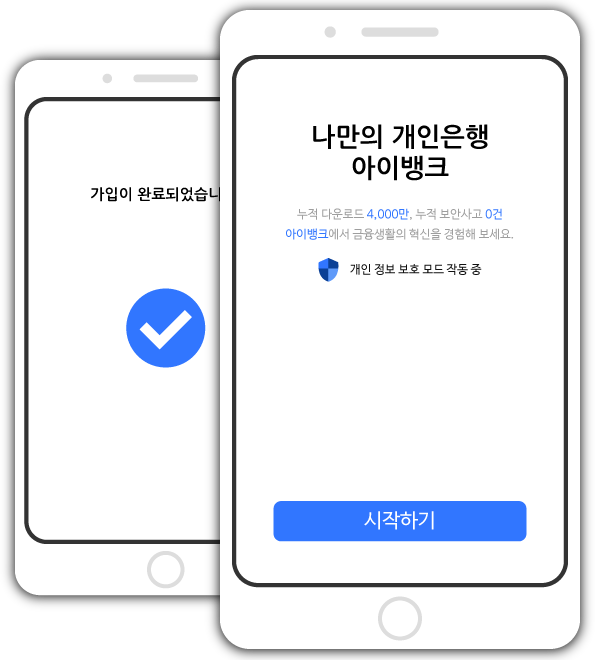 가입이 완료되었습니
나만의 개인은행
아이뱅크
누적 다운로드 4,000만, 누적 보안사고 0건
아이뱅크에서 금융생활의 혁신을 경험해 보세요.
개인 정보 보호 모드 작동 중
시작하기